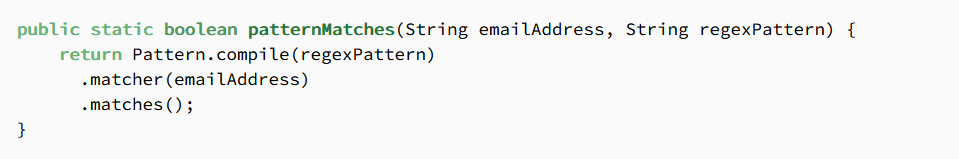 public static boolean patternMatches(String emailAddress, String regexPattern) {
    return Pattern.compile(regexPattern)
      .matcher(emailAddress)
      .matches();
}